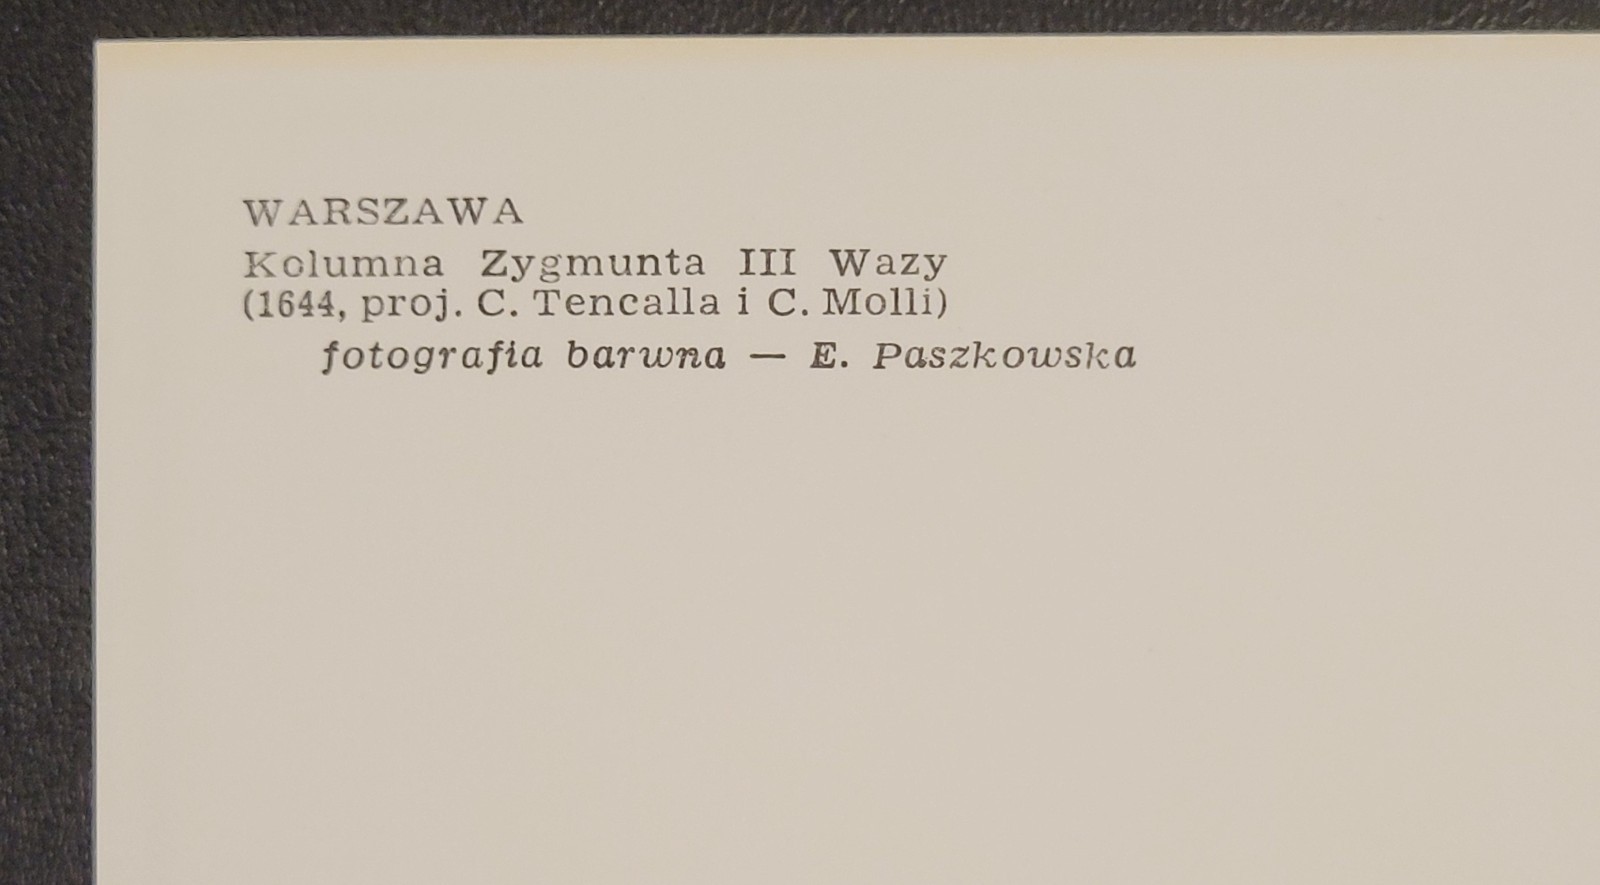 WARSZAWA
Kolumna Zygmunta III Wazy
(1644, proj. C. Tencalla i C. Molli)
fotografia barwna — E. Paszkowska